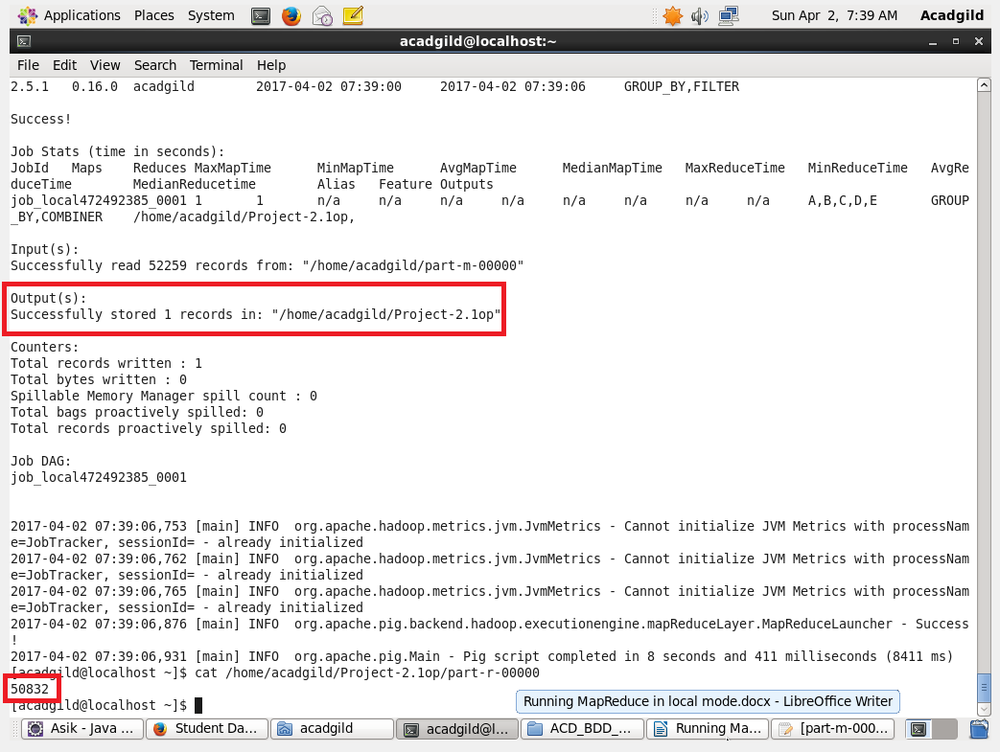 Applications Places System Sun Apr 2, 7:39 AM Acadgild
acadgild@localhost:~
File Edit View Search Terminal Help
2.5.1 0.16.0 acadgild 2017-04-02 07:39:00 2017-04-02 07:39:06 GROUP_BY,FILTER
Success!
Job Stats (time in seconds):
JobId Maps Reduces MaxMapTime MinMapTime AvgMapTime MedianMapTime MaxReduceTime MinReduceTime AvgRe
duceTime MedianReducetime Alias Feature Outputs
job_local472492385_0001 1 1 n/a n/a n/a n/a n/a n/a n/a n/a A,B,C,D,E GROUP
_BY,COMBINER /home/acadgild/Project-2.1op,
Input(s):
Successfully read 52259 records from: "/home/acadgild/part-m-00000"
Output(s):
Successfully stored 1 records in: "/home/acadgild/Project-2.1op"
Counters:
Total records written : 1
Total bytes written : 0
Spillable Memory Manager spill count : 0
Total bags proactively spilled: 0
Total records proactively spilled: 0
Job DAG:
job_local472492385_0001
2017-04-02 07:39:06,753 [main] INFO org.apache.hadoop.metrics.jvm.JvmMetrics - Cannot initialize JVM Metrics with processNam
e=JobTracker, sessionId= - already initialized
2017-04-02 07:39:06,762 [main] INFO org.apache.hadoop.metrics.jvm.JvmMetrics - Cannot initialize JVM Metrics with processNam
e=JobTracker, sessionId= - already initialized
2017-04-02 07:39:06,765 [main] INFO org.apache.hadoop.metrics.jvm.JvmMetrics - Cannot initialize JVM Metrics with processNam
e=JobTracker, sessionId= - already initialized
2017-04-02 07:39:06,876 [main] INFO org.apache.pig.backend.hadoop.executionengine.mapReduceLayer.MapReduceLauncher - Success
!
2017-04-02 07:39:06,931 [main] INFO org.apache.pig.Main - Pig script completed in 8 seconds and 411 milliseconds (8411 ms)
[acadgild@localhost ~]$ cat /home/acadgild/Project-2.1op/part-r-00000
50832
[acadgild@localhost ~]$
Running MapReduce in local mode.docx - LibreOffice Writer
Asik - Java ... Student Da... acadgild acadgild@l... ACD_BDD_... Running Ma... [part-m-000...